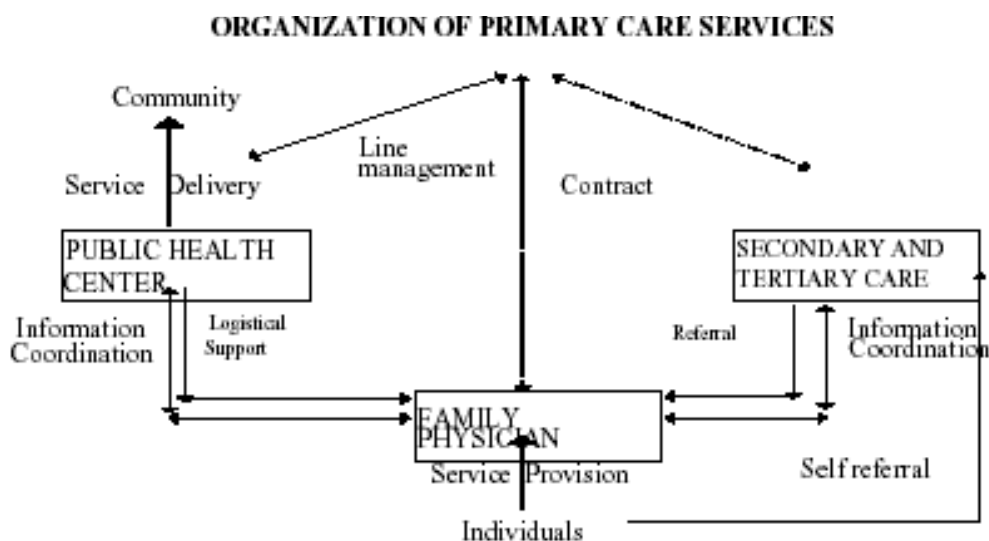 ORGANIZATION OF PRIMARY CARE SERVICES
Community
Line
management
Service Delivery
Contract
PUBLIC HEALTH
CENTER
SECONDARY AND
TERTIARY CARE
Information
Coordination
Logistical
Support
Referral
Information
Coordination
FAMILY
PHYSICIAN
Service Provision
Self referral
Individuals